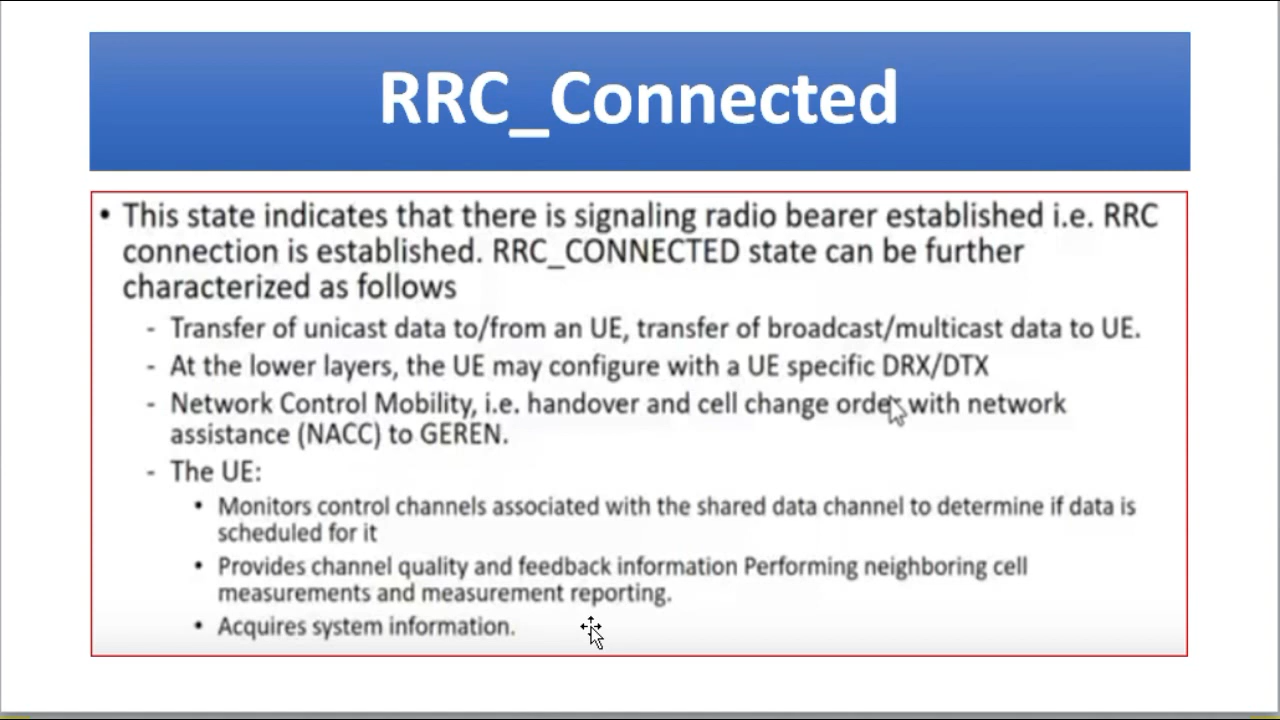 RRC_Connected
• This state indicates that there is signaling radio bearer established i.e. RRC
connection is established. RRC_CONNECTED state can be further
characterized as follows
- Transfer of unicast data to/from an UE, transfer of broadcast/multicast data to UE.
- At the lower layers, the UE may configure with a UE specific DRX/DTX
- Network Control Mobility, i.e. handover and cell change order with network
assistance (NACC) to GEREN.
- The UE:
• Monitors control channels associated with the shared data channel to determine if data is
scheduled for it
• Provides channel quality and feedback information Performing neighboring cell
measurements and measurement reporting.
• Acquires system information.